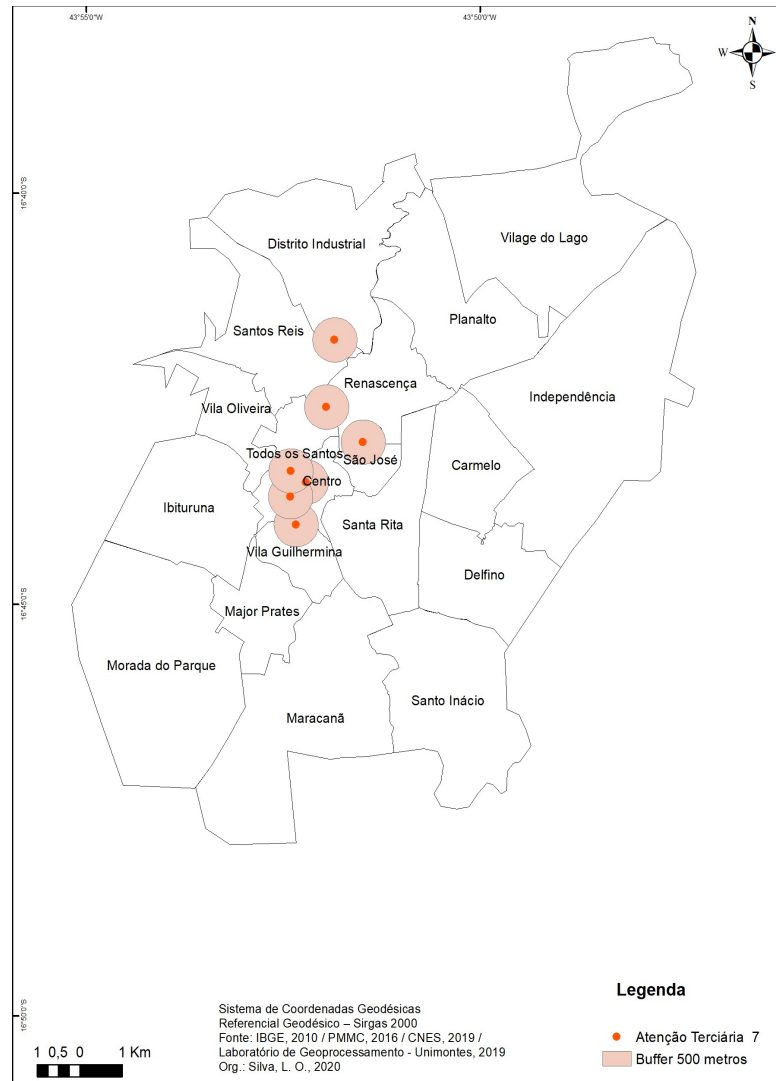 43°55'0"W
43°50'0"W
N
W
E
S
16°40'0"S
Distrito Industrial
Vilage do Lago
Planalto
Santos Reis
Renascença
Independência
Vila Oliveira
Todos os Santos
São José
Carmelo
Centro
Ibituruna
Santa Rita
Vila Guilhermina
Delfino
16°45'0"S
Major Prates
Morada do Parque
Santo Inácio
Maracanã
16°50'0"S
Legenda
Atenção Terciária 7
Buffer 500 metros
Sistema de Coordenadas Geodésicas
Referencial Geodésico – Sirgas 2000
Fonte: IBGE, 2010 / PMMC, 2016 / CNES, 2019 /
Laboratório de Geoprocessamento - Unimontes, 2019
Org.: Silva, L. O., 2020
1 0,5 0 1 Km